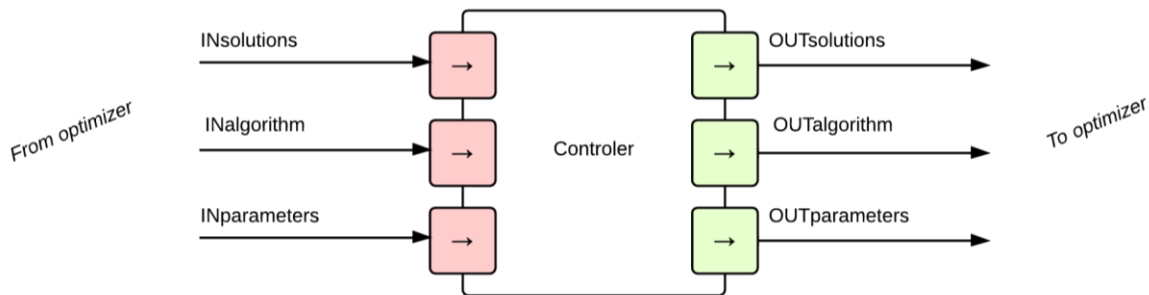 INsolutions
OUTsolutions
From optimizer
INalgorithm
Controler
OUTalgorithm
To optimizer
INparameters
OUTparameters